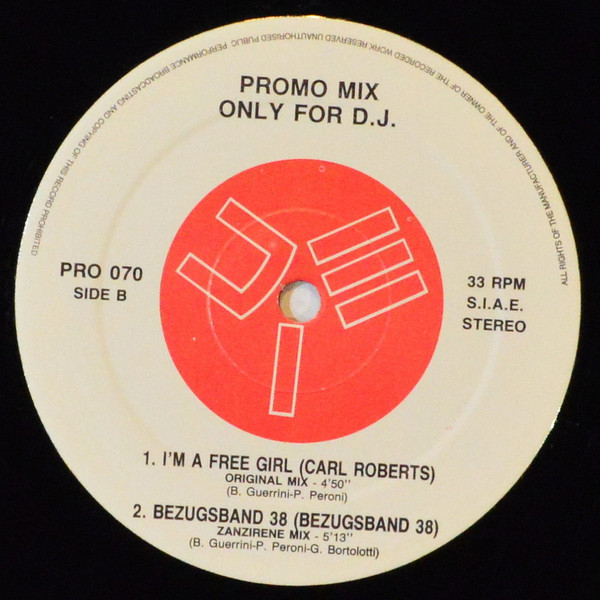 ALL RIGHTS OF THE MANUFACTURER AND OF THE OWNER OF THE RECORDED WORK RESERVED UNAUTHORISED PUBLIC PERFORMANCE BROADCASTING AND COPYING OF THIS RECORD PROHIBITED
PROMO MIX
ONLY FOR D.J.
PRO 070
SIDE B
33 RPM
S.I.A.E.
STEREO
1. I'M A FREE GIRL (CARL ROBERTS)
ORIGINAL MIX - 4'50''
(B. Guerrini-P. Peroni)
2. BEZUGSBAND 38 (BEZUGSBAND 38)
ZANZIRENE MIX - 5'13''
(B. Guerrini-P. Peroni-G. Bortolotti)